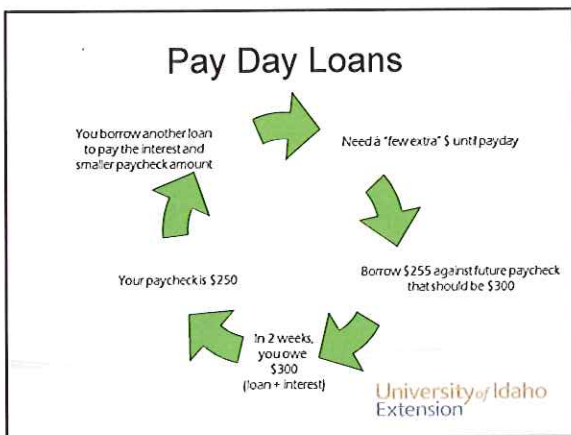 Pay Day Loans
Need a "few extra" $ until payday
Borrow $255 against future paycheck
that should be $300
In 2 weeks,
you owe
$300
(loan + interest)
Your paycheck is $250
You borrow another loan
to pay the interest and
smaller paycheck amount
University of Idaho
Extension